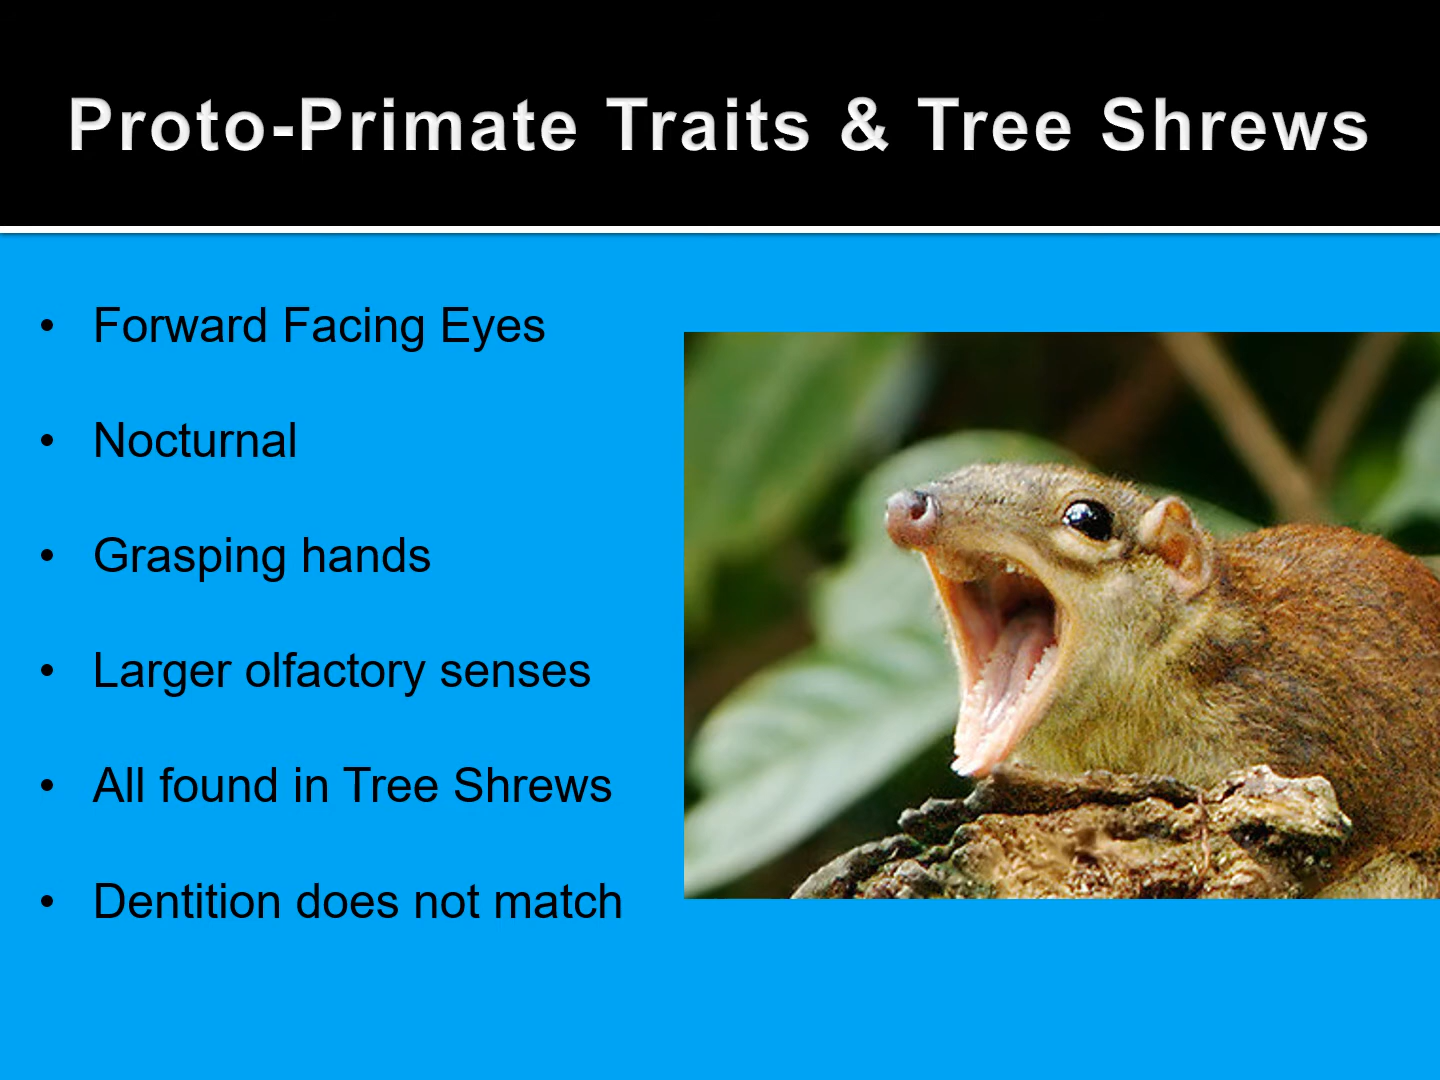 Proto-Primate Traits & Tree Shrews
• Forward Facing Eyes
• Nocturnal
• Grasping hands
• Larger olfactory senses
• All found in Tree Shrews
• Dentition does not match